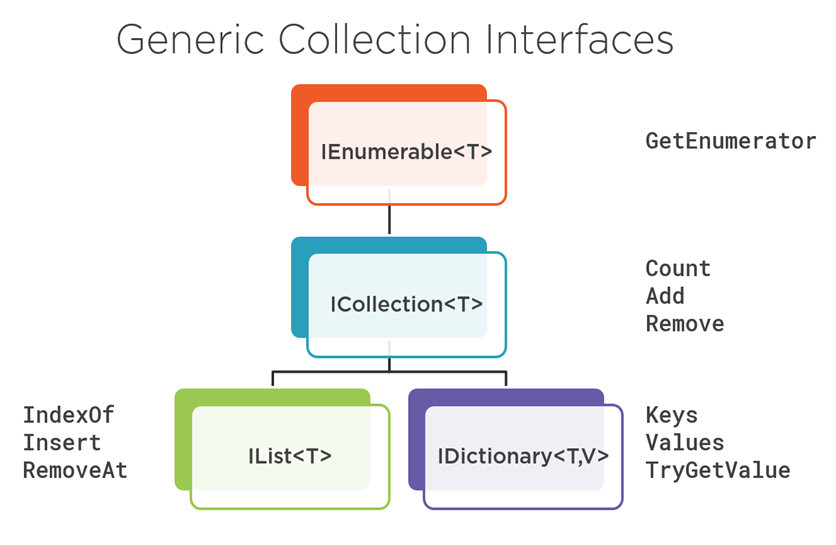 Generic Collection Interfaces
IEnumerable<T>
GetEnumerator
ICollection<T>
Count
Add
Remove
IndexOf
Insert
RemoveAt
IList<T>
IDictionary<T,V>
Keys
Values
TryGetValue